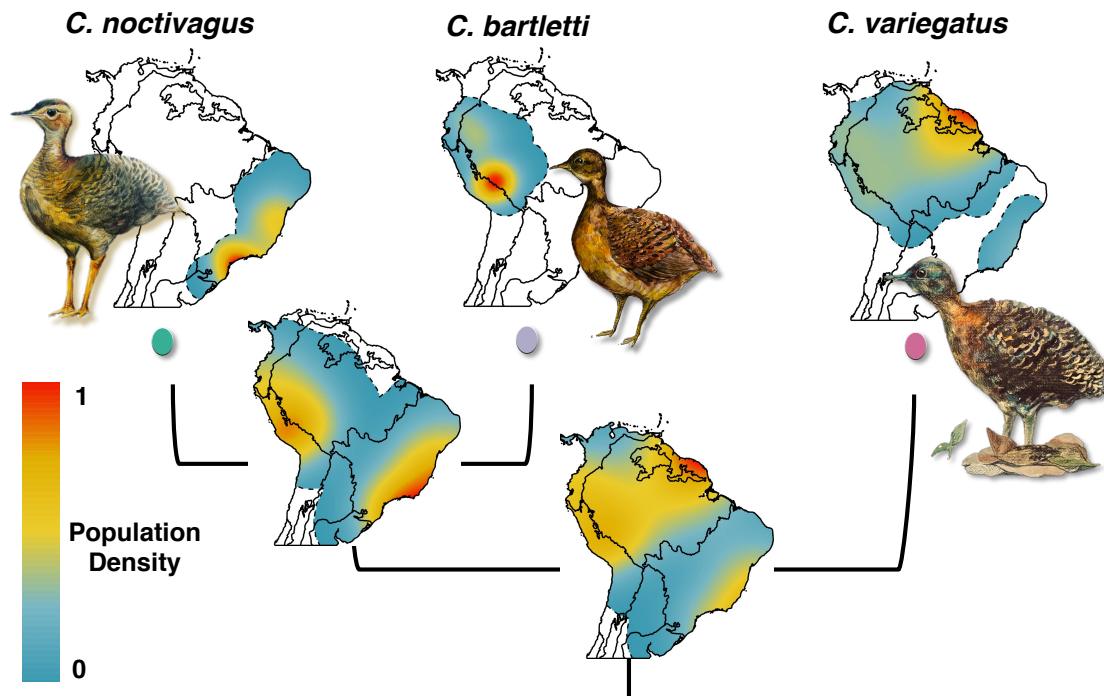 C. noctivagus
C. bartletti
C. variegatus
1
Population
Density
0